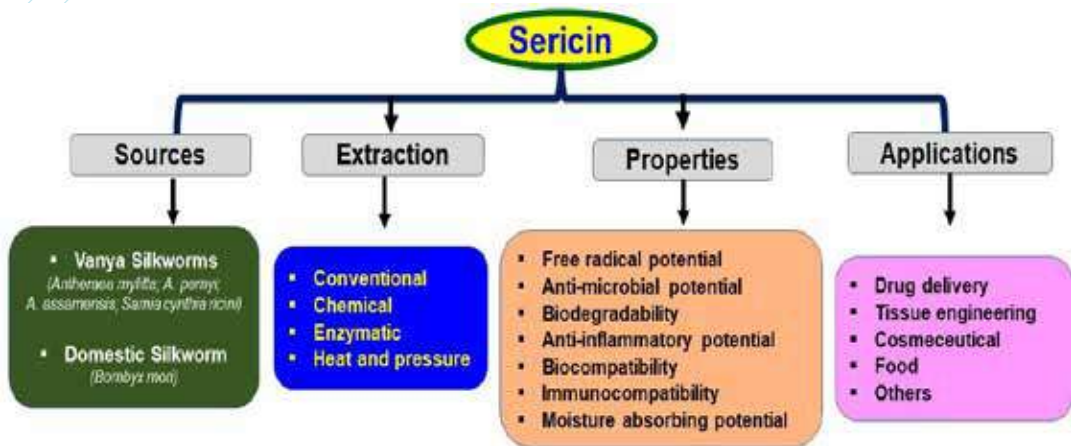 Sericin
Sources
Extraction
Properties
Applications
▪ Vanya Silkworms
(Antheraea mylitta, A. pernyi,
A. assamensis, Samia cynthia ricini)
▪ Domestic Silkworm
(Bombyx mori)
▪ Conventional
▪ Chemical
▪ Enzymatic
▪ Heat and pressure
▪ Free radical potential
▪ Anti-microbial potential
▪ Biodegradability
▪ Anti-inflammatory potential
▪ Biocompatibility
▪ Immunocompatibility
▪ Moisture absorbing potential
▪ Drug delivery
▪ Tissue engineering
▪ Cosmeceutical
▪ Food
▪ Others